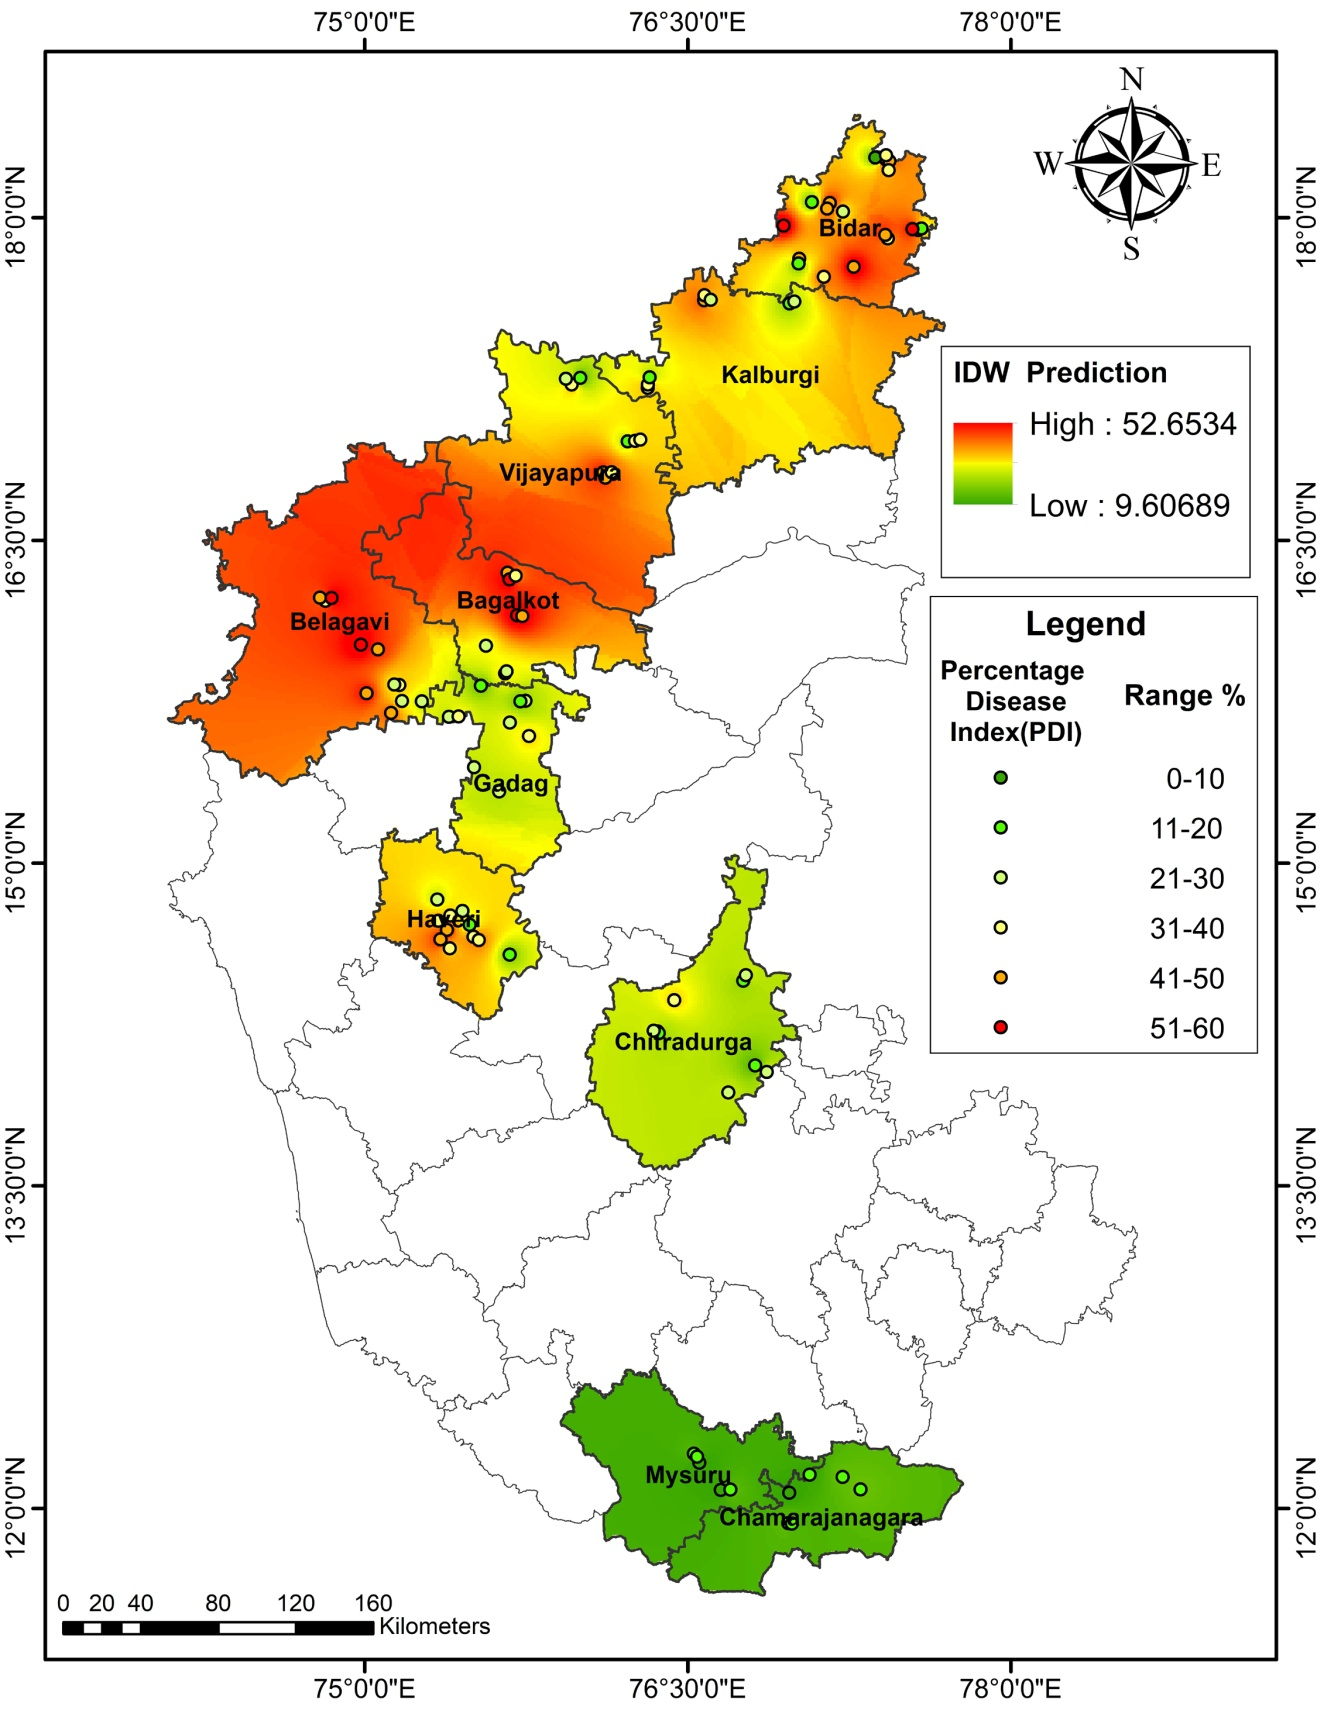 75°0'0"E 76°30'0"E 78°0'0"E
N
W E
S
18°0'0"N 18°0'0"N
Bidar
Kalburgi
IDW Prediction
High : 52.6534
Low : 9.60689
Vijayapura
16°30'0"N 16°30'0"N
Bagalkot
Belagavi
Legend
Percentage
Disease
Index(PDI)
Range %
0-10
11-20
21-30
31-40
41-50
51-60
Gadag
15°0'0"N 15°0'0"N
Haveri
Chitradurga
13°30'0"N 13°30'0"N
Mysuru
Chamarajanagara
12°0'0"N 12°0'0"N
0 20 40 80 120 160
Kilometers
75°0'0"E 76°30'0"E 78°0'0"E